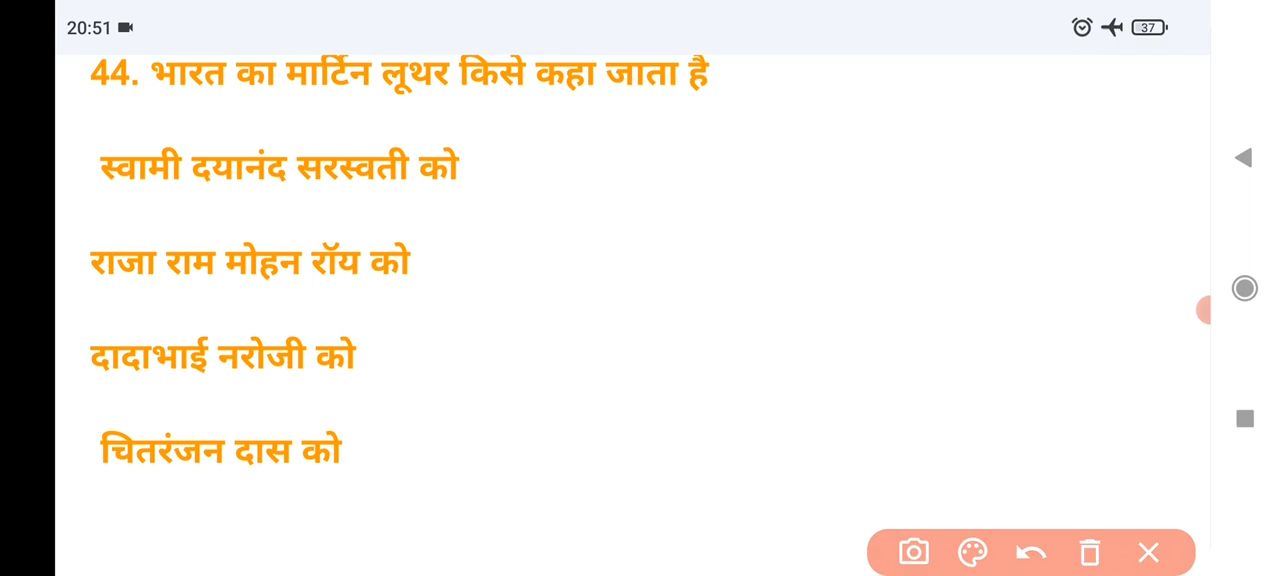 20:51
37
44. भारत का मार्टिन लूथर किसे कहा जाता है
स्वामी दयानंद सरस्वती को
राजा राम मोहन रॉय को
दादाभाई नरोजी को
चितरंजन दास को